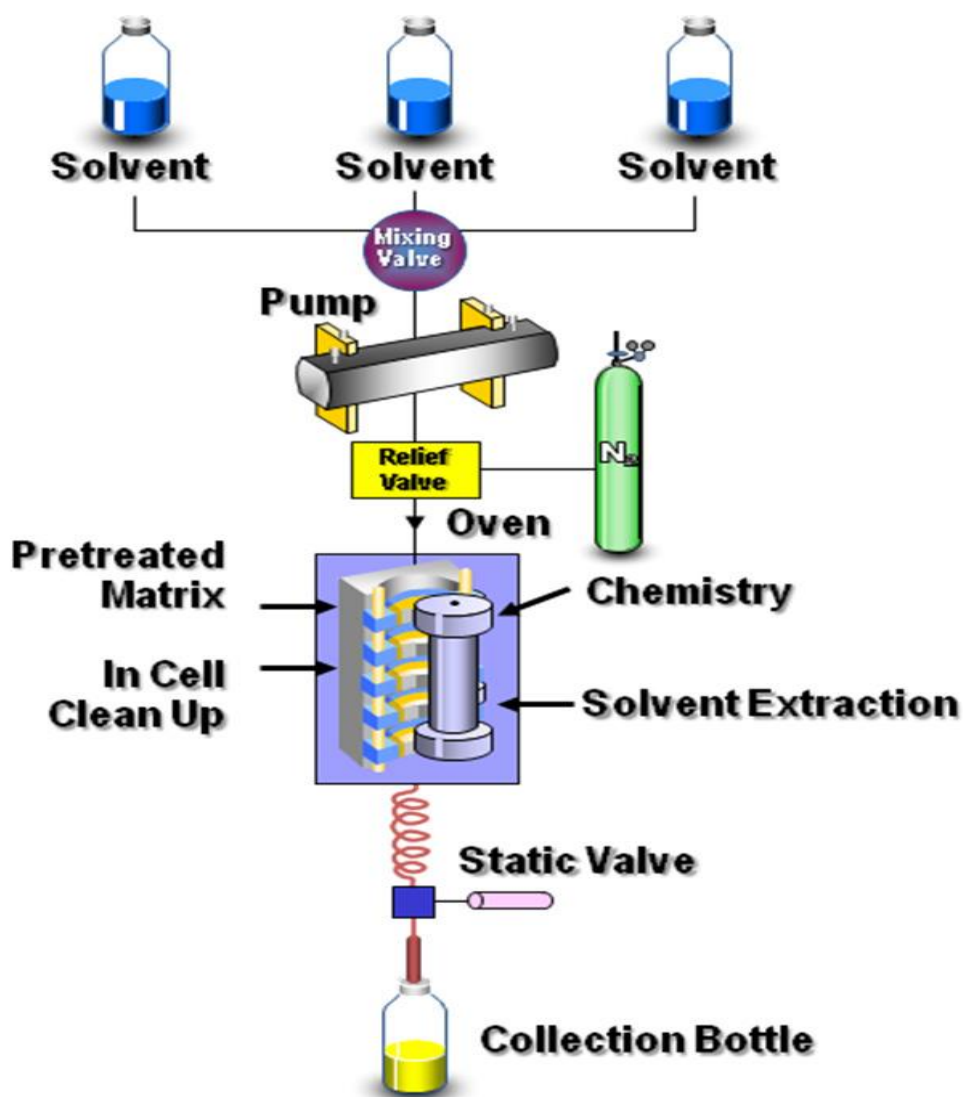 Solvent
Solvent
Solvent
Mixing
Valve
Pump
Relief
Valve
N₂
Oven
Pretreated
Matrix
Chemistry
In Cell
Clean Up
Solvent Extraction
Static Valve
Collection Bottle